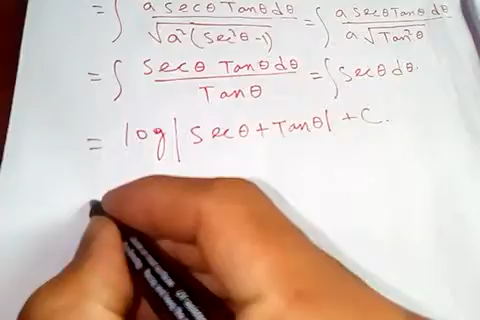 = ∫ a secθ Tanθ dθ / √a²(sec²θ-1) = ∫ a secθ Tanθ dθ / a √Tan²θ
= ∫ secθ Tanθ dθ / Tanθ = ∫ secθ dθ.
= log|secθ+Tanθ| + C.